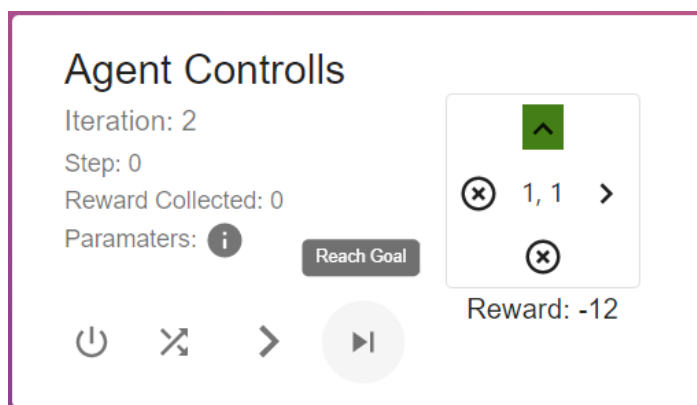 Agent Controlls
Iteration: 2
Step: 0
Reward Collected: 0
Paramaters:
Reach Goal
1, 1
Reward: -12